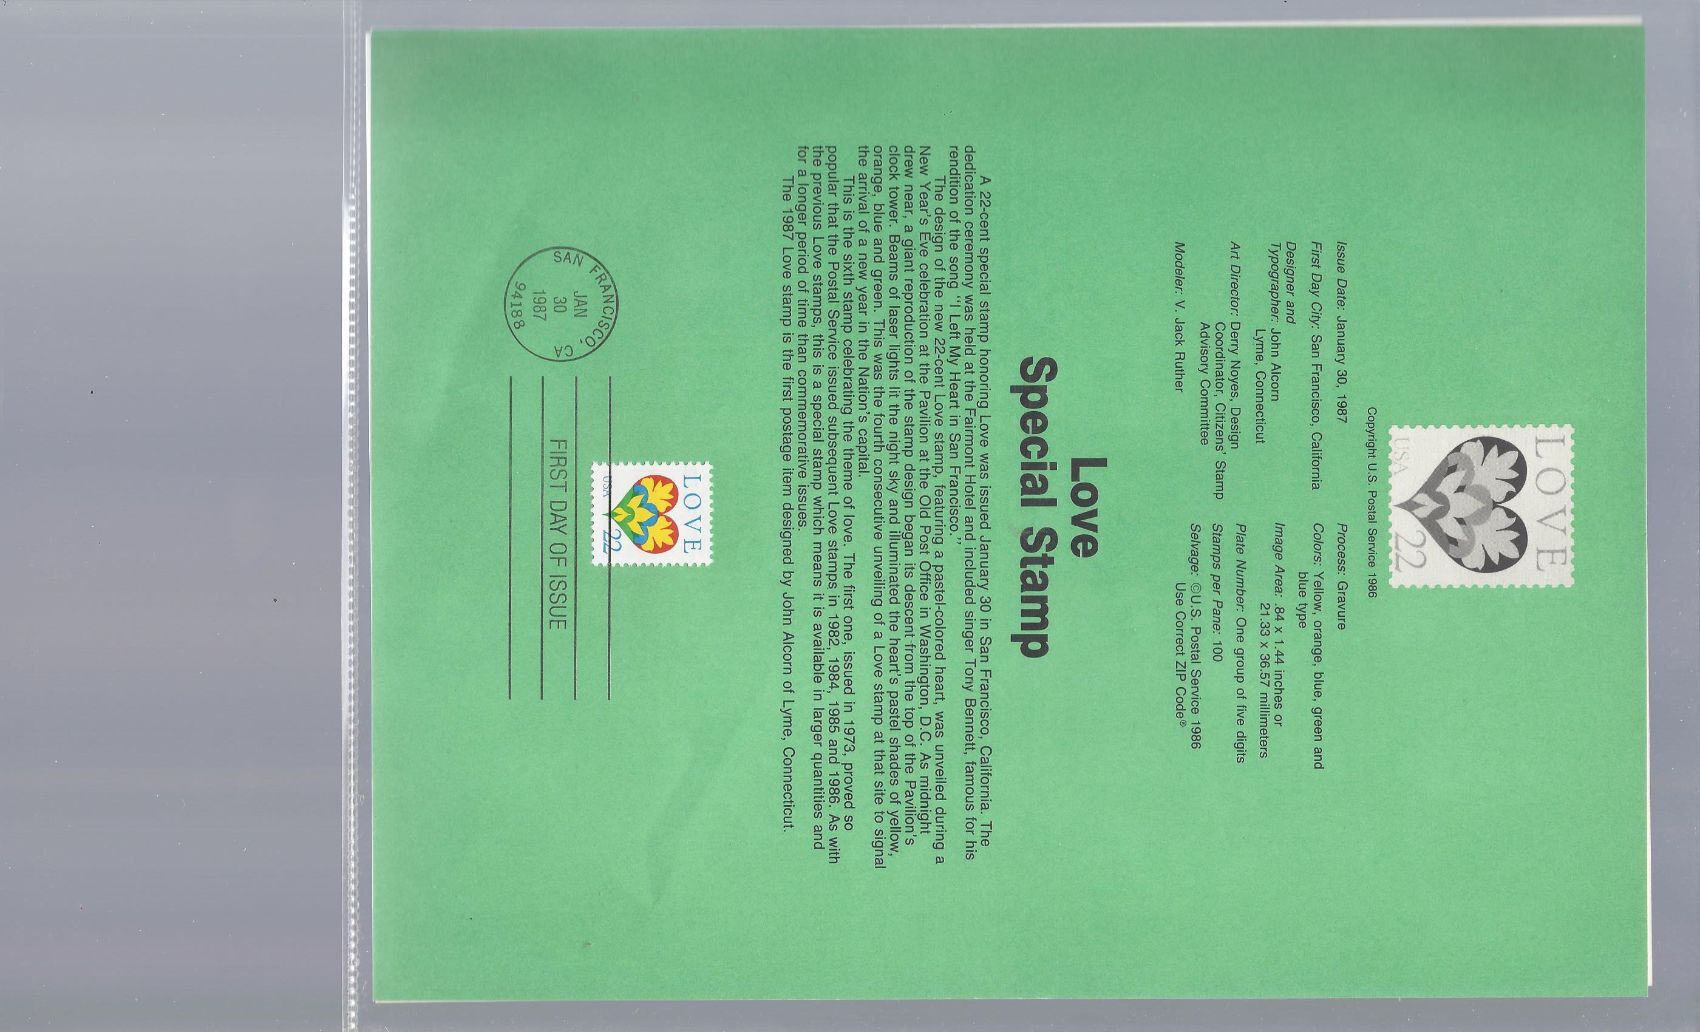 LOVE
USA 22
Copyright U.S. Postal Service 1986
Issue Date: January 30, 1987
First Day City: San Francisco, California
Designer and
Typographer: John Alcorn
Lyme, Connecticut
Art Director: Derry Noyes, Design
Coordinator, Citizens' Stamp
Advisory Committee
Modeler: V. Jack Ruther
Process: Gravure
Colors: Yellow, orange, blue, green and
blue type
Image Area: .84 x 1.44 inches or
21.33 x 36.57 millimeters
Plate Number: One group of five digits
Stamps per Pane: 100
Selvage: ©U.S. Postal Service 1986
Use Correct ZIP Code®
Love
Special Stamp
A 22-cent special stamp honoring Love was issued January 30 in San Francisco, California. The
dedication ceremony was held at the Fairmont Hotel and included singer Tony Bennett, famous for his
rendition of the song "I Left My Heart in San Francisco."
The design of the new 22-cent Love stamp, featuring a pastel-colored heart, was unveiled during a
New Year's Eve celebration at the Pavilion at the Old Post Office in Washington, D.C. As midnight
drew near, a giant reproduction of the stamp design began its descent from the top of the Pavilion's
clock tower. Beams of laser lights lit the night sky and illuminated the heart's pastel shades of yellow,
orange, blue and green. This was the fourth consecutive unveiling of a Love stamp at that site to signal
the arrival of a new year in the Nation's capital.
This is the sixth stamp celebrating the theme of love. The first one, issued in 1973, proved so
popular that the Postal Service issued subsequent Love stamps in 1982, 1984, 1985 and 1986. As with
the previous Love stamps, this is a special stamp which means it is available in larger quantities and
for a longer period of time than commemorative issues.
The 1987 Love stamp is the first postage item designed by John Alcorn of Lyme, Connecticut.
LOVE
USA 22
SAN FRANCISCO, CA
JAN
30
1987
94188
FIRST DAY OF ISSUE